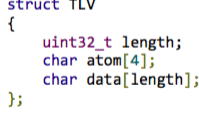 struct TLV
{
uint32_t length;
char atom[4];
char data[length];
};